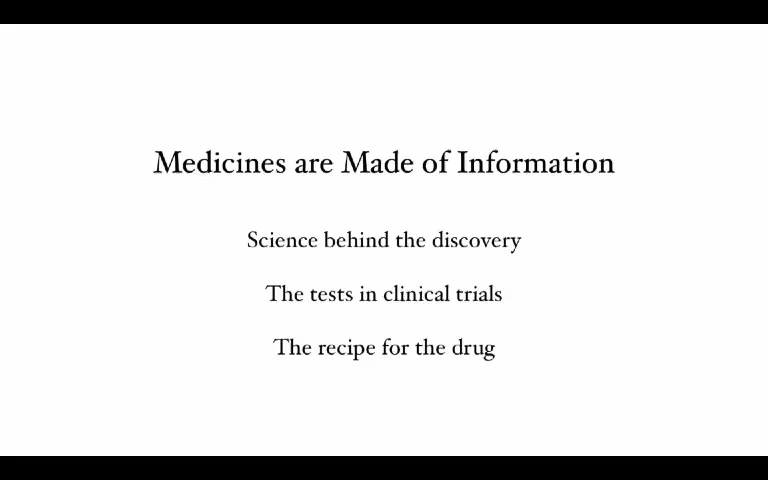 Medicines are Made of Information
Science behind the discovery
The tests in clinical trials
The recipe for the drug